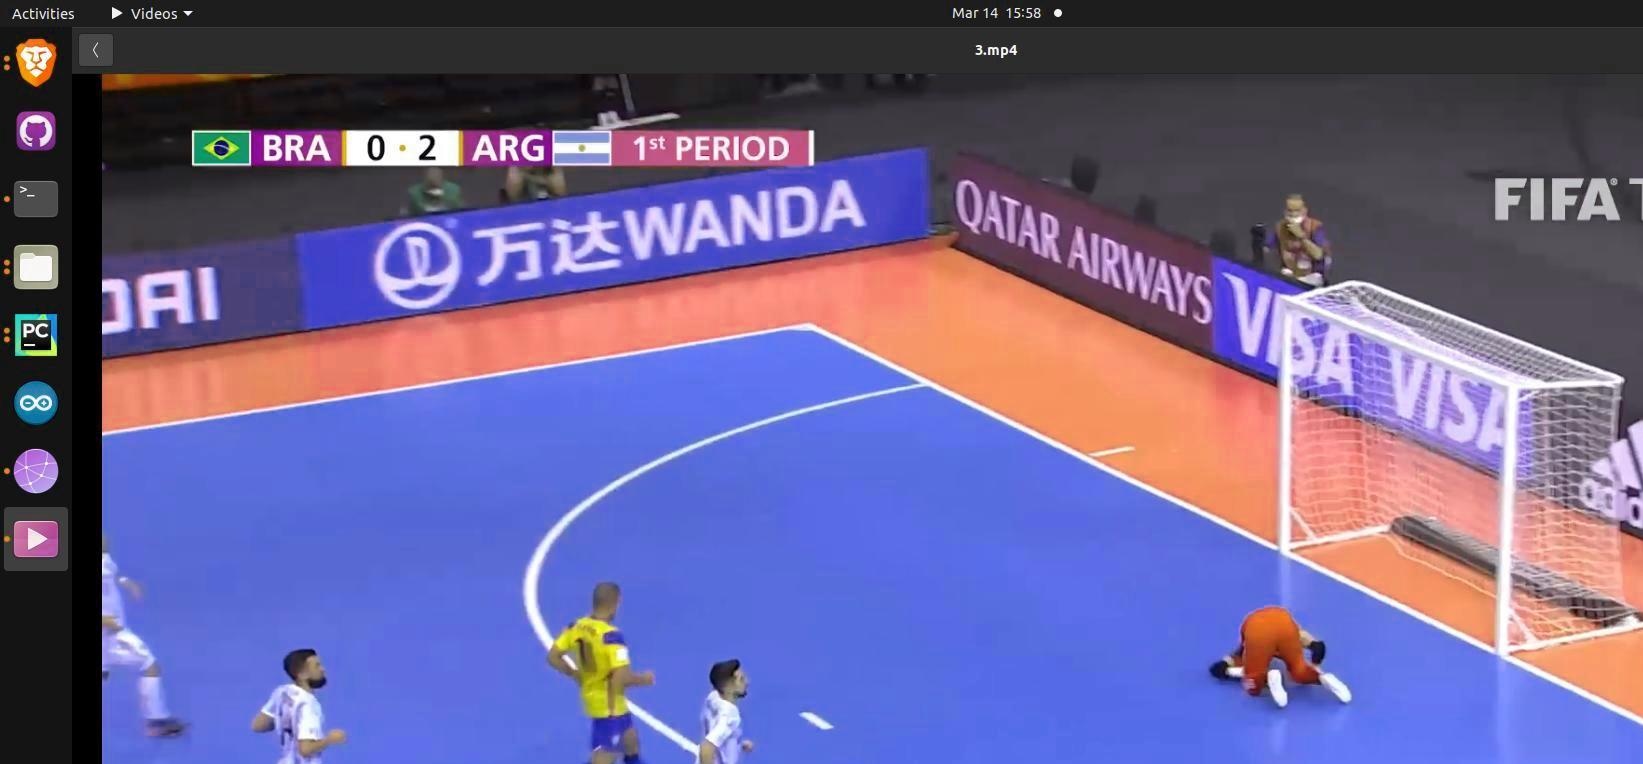 Activities
Videos
Mar 14 15:58
3.mp4
BRA 0 · 2 ARG 1st PERIOD
FIFA
万达WANDA
QATAR AIRWAYS
VISA VISA
PC
>_